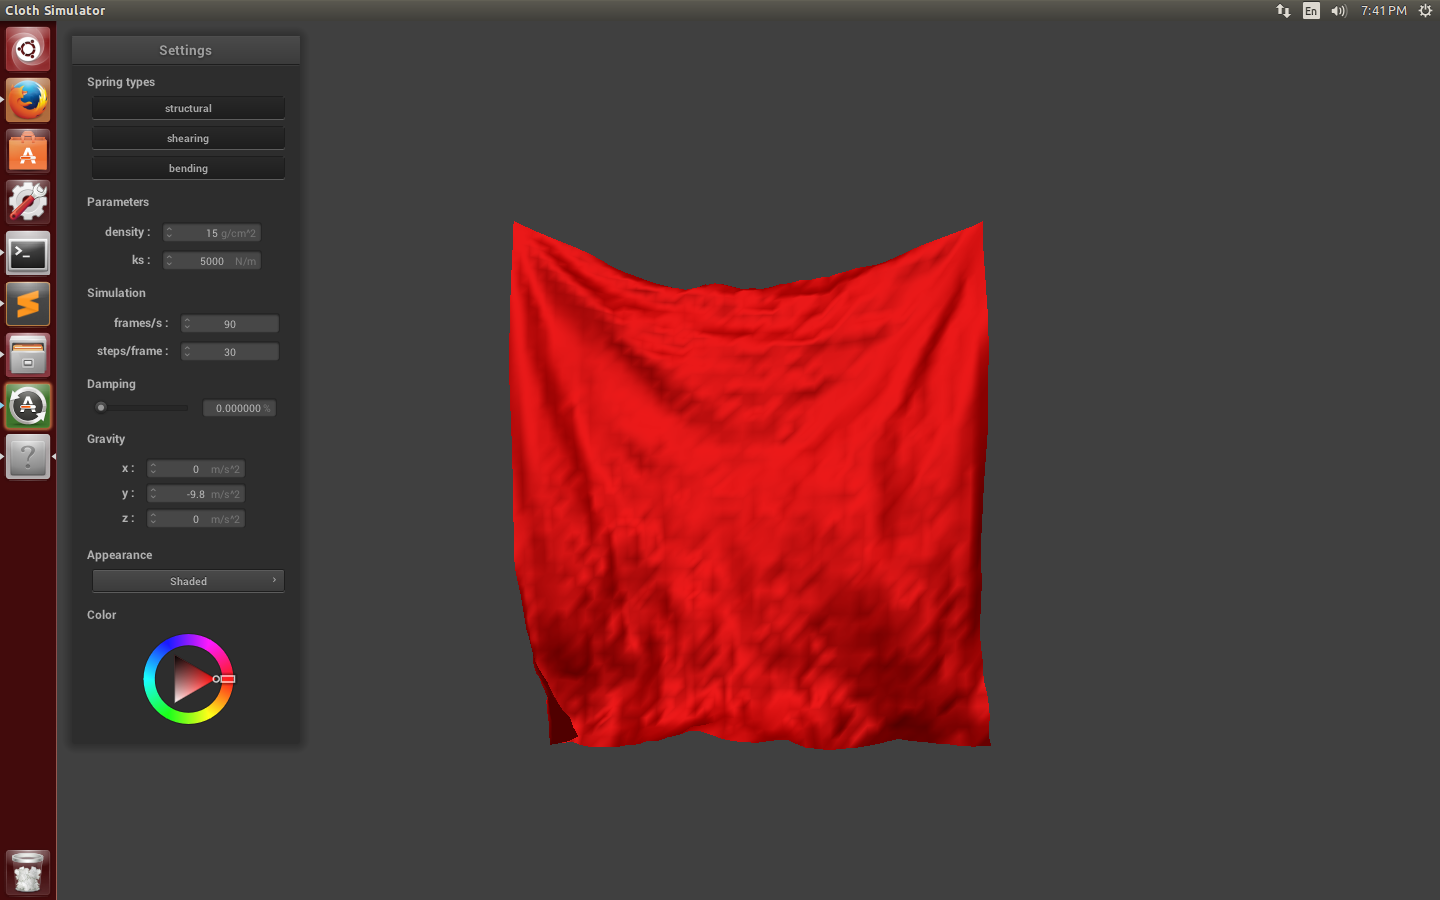 Cloth Simulator
En
7:41 PM
Settings
Spring types
structural
shearing
bending
Parameters
density : 15 g/cm^2
ks : 5000 N/m
Simulation
frames/s : 90
steps/frame : 30
Damping
0.000000 %
Gravity
x : 0 m/s^2
y : -9.8 m/s^2
z : 0 m/s^2
Appearance
Shaded
Color